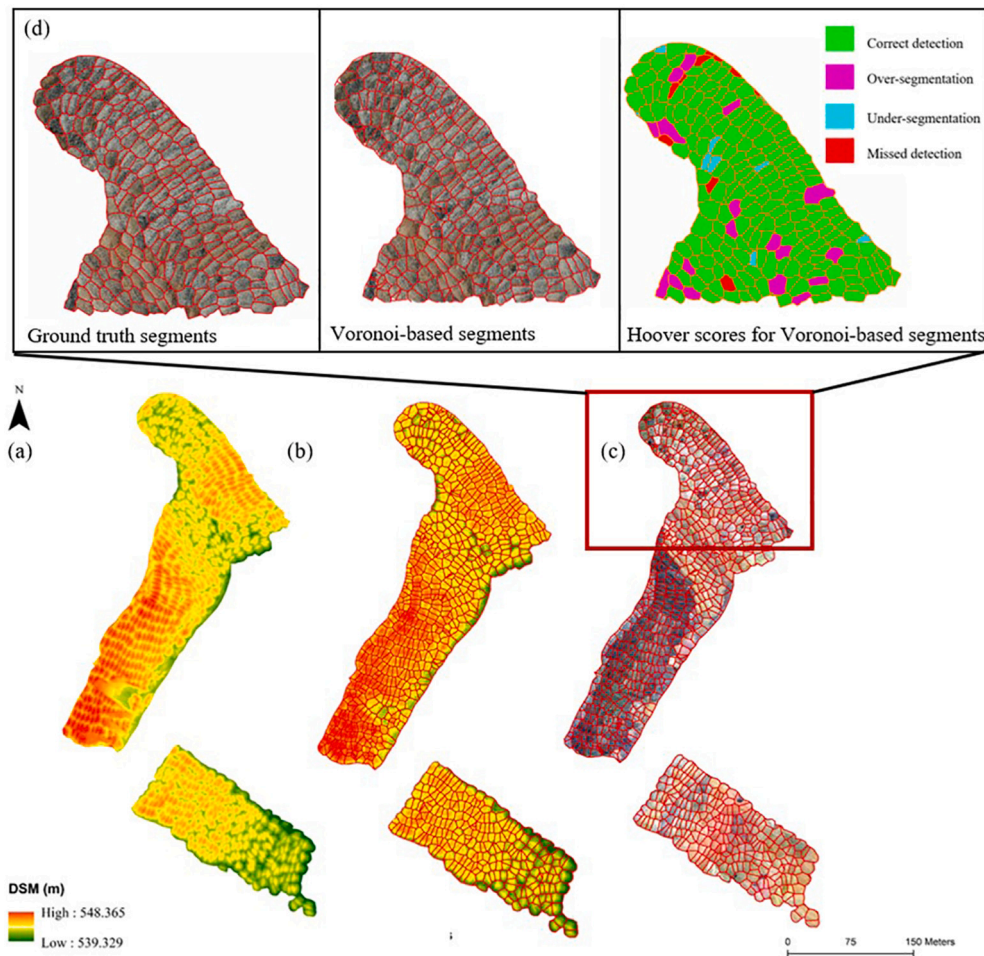 (d)
Correct detection
Over-segmentation
Under-segmentation
Missed detection
Ground truth segments
Voronoi-based segments
Hoover scores for Voronoi-based segments
N
(a)
(b)
(c)
DSM (m)
High : 548.365
Low : 539.329
0 75 150 Meters